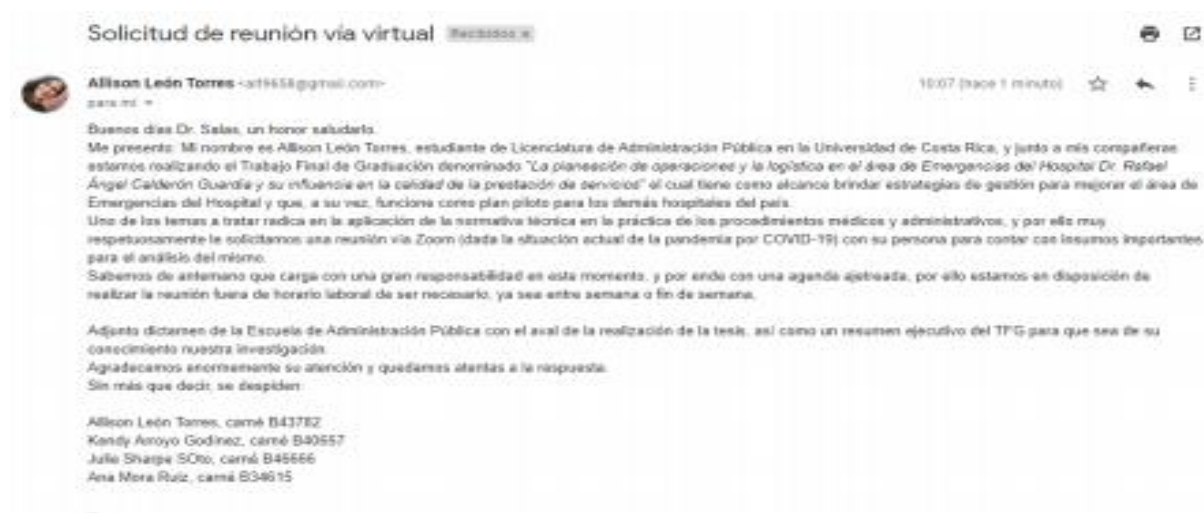 Solicitud de reunión vía virtual Recibidos x
Allison León Torres
10:07 (hace 1 minuto)
para mí
Buenos días Dr. Salas, un honor saludarlo.
Me presento: Mi nombre es Allison León Torres, estudiante de Licenciatura de Administración Pública en la Universidad de Costa Rica, y junto a mis compañeras
estamos realizando el Trabajo Final de Graduación denominado "La planeación de operaciones y la logística en el área de Emergencias del Hospital Dr. Rafael
Ángel Calderón Guardia y su influencia en la calidad de la prestación de servicios" el cual tiene como alcance brindar estrategias de gestión para mejorar el área de
Emergencias del Hospital y que, a su vez, funcione como plan piloto para los demás hospitales del país.
Uno de los temas a tratar radica en la aplicación de la normativa técnica en la práctica de los procedimientos médicos y administrativos, y por ello muy
respetuosamente le solicitamos una reunión vía Zoom (dada la situación actual de la pandemia por COVID-19) con su persona para contar con insumos importantes
para el análisis del mismo.
Sabemos de antemano que carga con una gran responsabilidad en este momento, y por ende con una agenda ajetreada, por ello estamos en disposición de
realizar la reunión fuera de horario laboral de ser necesario, ya sea entre semana o fin de semana.
Adjunto dictamen de la Escuela de Administración Pública con el aval de la realización de la tesis, así como un resumen ejecutivo del TFG para que sea de su
conocimiento nuestra investigación.
Agradecemos enormemente su atención y quedamos atentas a la respuesta.
Sin más que decir, se despiden:
Allison León Torres, carné B43782
Kendy Arroyo Godínez, carné B40657
Julie Sharpe SOto, carné
Ana Mora Ruiz, carné B34615